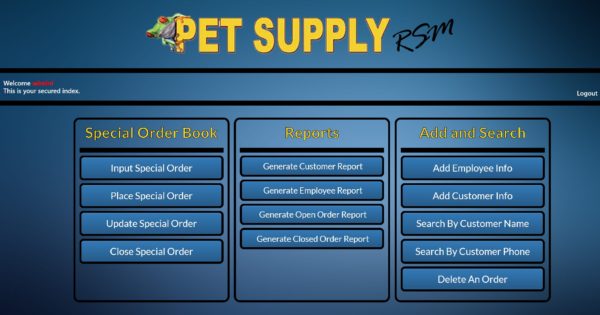 PET SUPPLY RSM
Welcome
This is your secured index.
Logout
Special Order Book
Input Special Order
Place Special Order
Update Special Order
Close Special Order
Reports
Generate Customer Report
Generate Employee Report
Generate Open Order Report
Generate Closed Order Report
Add and Search
Add Employee Info
Add Customer Info
Search By Customer Name
Search By Customer Phone
Delete An Order